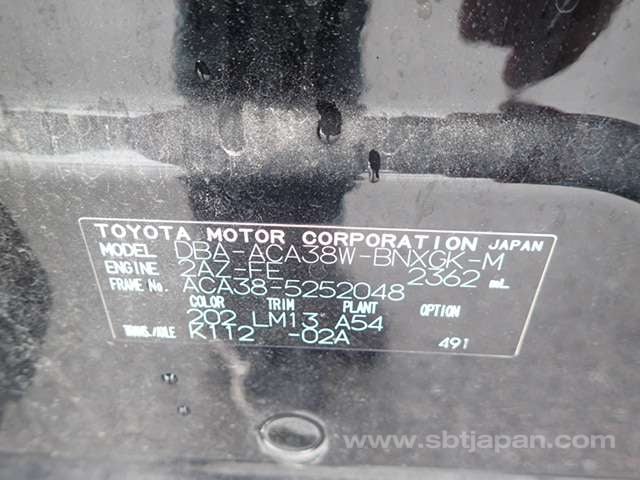 TOYOTA MOTOR CORPORATION JAPAN
MODEL DBA-ACA38W-BNXGK-M
ENGINE 2AZ-FE 2362 mL
FRAME No. ACA38-5252048
COLOR TRIM PLANT OPTION
202 LM13 A54
TRANS./AXLE K112 -02A 491
www.sbtjapan.com